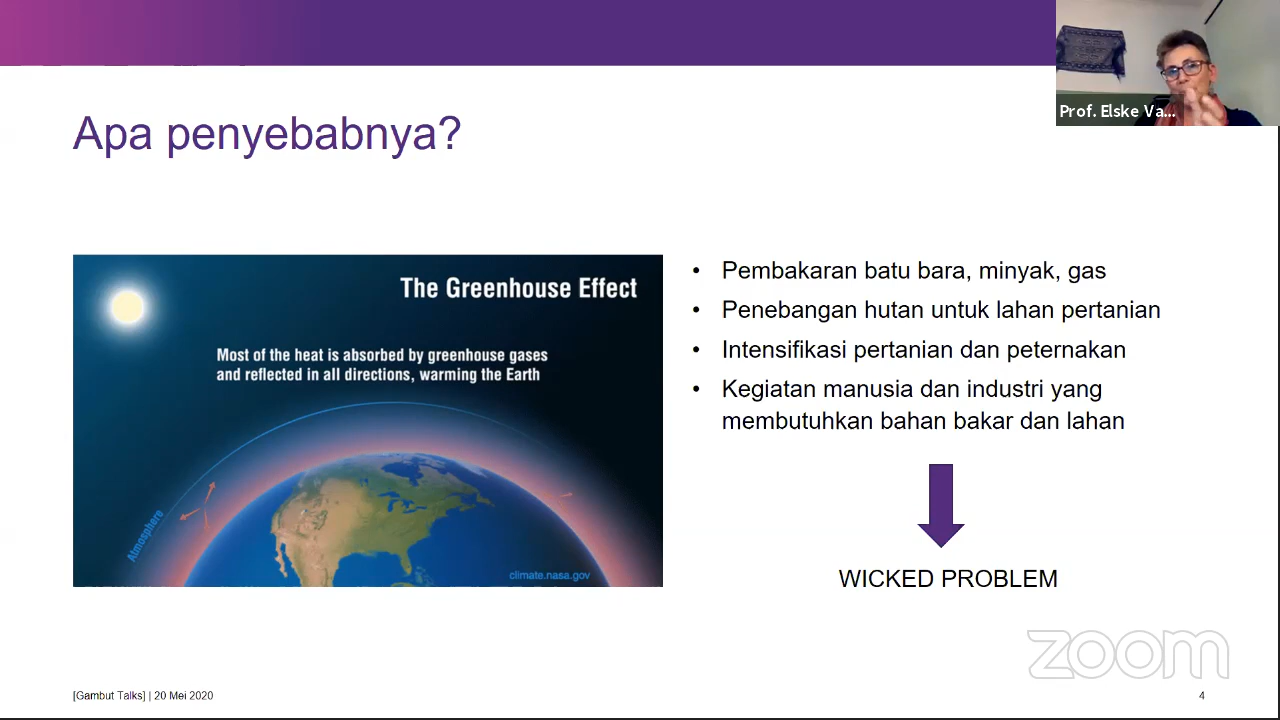 Prof. Elske Va...
Apa penyebabnya?
The Greenhouse Effect
Most of the heat is absorbed by greenhouse gases
and reflected in all directions, warming the Earth
Atmosphere
climate.nasa.gov
• Pembakaran batu bara, minyak, gas
• Penebangan hutan untuk lahan pertanian
• Intensifikasi pertanian dan peternakan
• Kegiatan manusia dan industri yang
membutuhkan bahan bakar dan lahan
WICKED PROBLEM
zoom
[Gambut Talks] | 20 Mei 2020
4